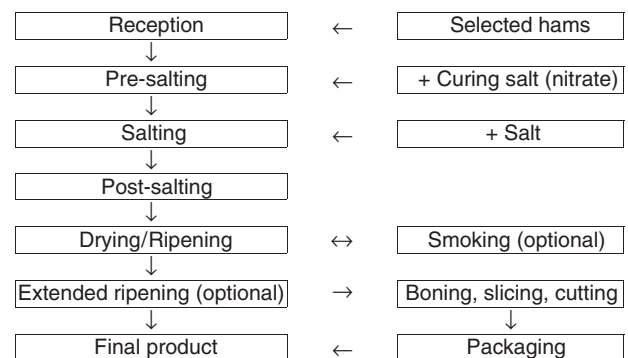 Reception ← Selected hams
↓
Pre-salting ← + Curing salt (nitrate)
↓
Salting ← + Salt
↓
Post-salting
↓
Drying/Ripening ↔ Smoking (optional)
↓
Extended ripening (optional) → Boning, slicing, cutting
↓ ↓
Final product ← Packaging